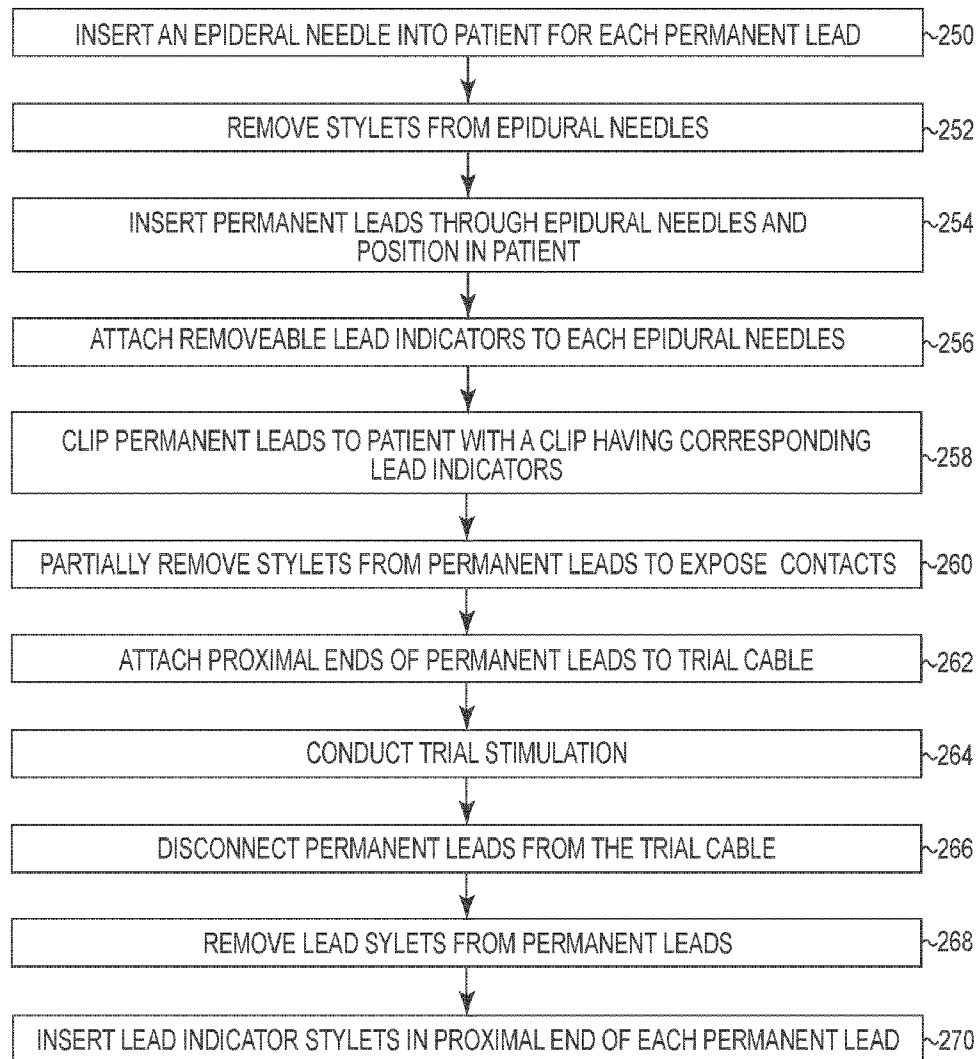 INSERT AN EPIDERAL NEEDLE INTO PATIENT FOR EACH PERMANENT LEAD ~250
REMOVE STYLETS FROM EPIDURAL NEEDLES ~252
INSERT PERMANENT LEADS THROUGH EPIDURAL NEEDLES AND ~254
POSITION IN PATIENT
ATTACH REMOVEABLE LEAD INDICATORS TO EACH EPIDURAL NEEDLES ~256
CLIP PERMANENT LEADS TO PATIENT WITH A CLIP HAVING CORRESPONDING
LEAD INDICATORS ~258
PARTIALLY REMOVE STYLETS FROM PERMANENT LEADS TO EXPOSE CONTACTS ~260
ATTACH PROXIMAL ENDS OF PERMANENT LEADS TO TRIAL CABLE ~262
CONDUCT TRIAL STIMULATION ~264
DISCONNECT PERMANENT LEADS FROM THE TRIAL CABLE ~266
REMOVE LEAD SYLETS FROM PERMANENT LEADS ~268
INSERT LEAD INDICATOR STYLETS IN PROXIMAL END OF EACH PERMANENT LEAD ~270